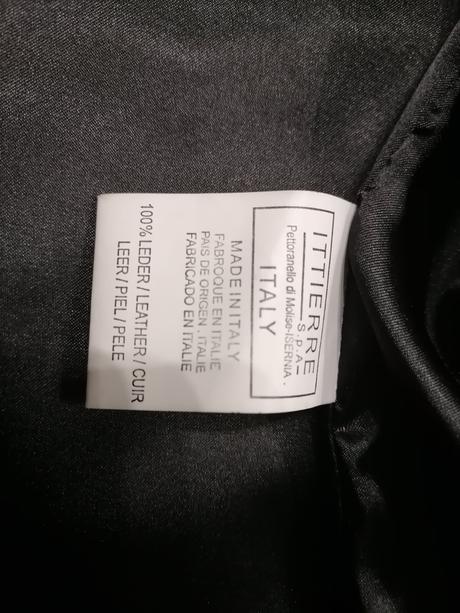 ITTIERRE
S.p.A
Pettoranello di Molise-ISERNIA.
ITALY
MADE IN ITALY
FABROQUE EN ITALIE
PAIS DE ORIGEN . ITALIE
FABRICADO EN ITALIE
100% LEDER / LEATHER / CUIR
LEER / PIEL / PELE